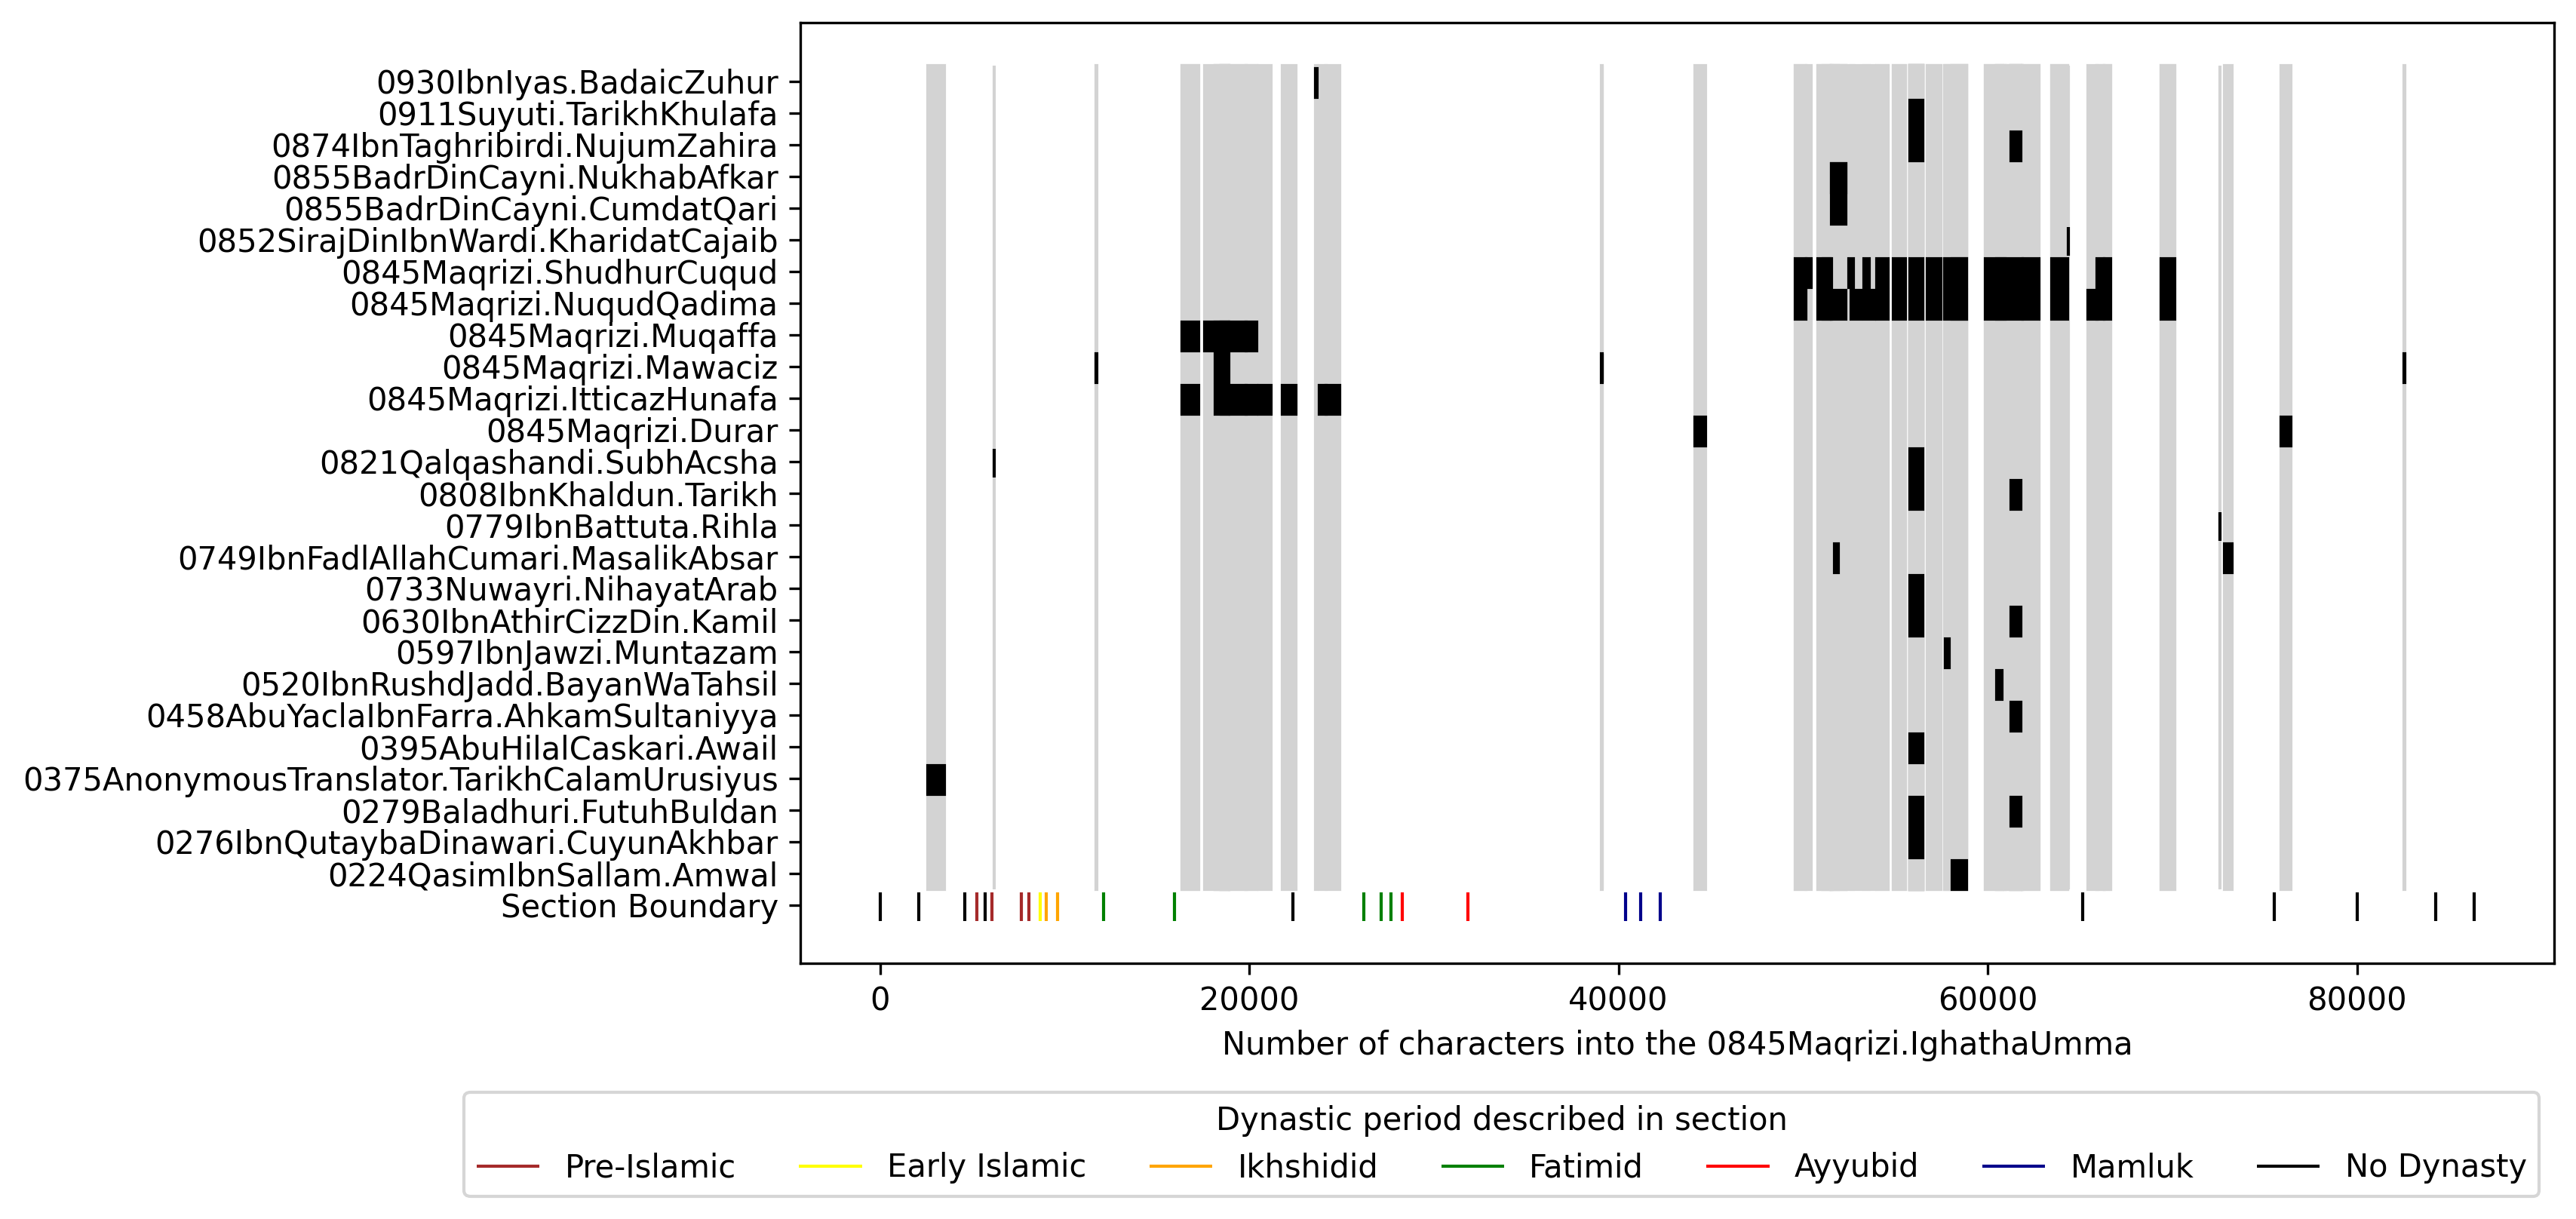 0930IbnIyas.BadaicZuhur
0911Suyuti.TarikhKhulafa
0874IbnTaghribirdi.NujumZahira
0855BadrDinCayni.NukhabAfkar
0855BadrDinCayni.CumdatQari
0852SirajDinIbnWardi.KharidatCajaib
0845Maqrizi.ShudhurCuqud
0845Maqrizi.NuqudQadima
0845Maqrizi.Muqaffa
0845Maqrizi.Mawaciz
0845Maqrizi.ItticazHunafa
0845Maqrizi.Durar
0821Qalqashandi.SubhAcsha
0808IbnKhaldun.Tarikh
0779IbnBattuta.Rihla
0749IbnFadlAllahCumari.MasalikAbsar
0733Nuwayri.NihayatArab
0630IbnAthirCizzDin.Kamil
0597IbnJawzi.Muntazam
0520IbnRushdJadd.BayanWaTahsil
0458AbuYaclaIbnFarra.AhkamSultaniyya
0395AbuHilalCaskari.Awail
0375AnonymousTranslator.TarikhCalamUrusiyus
0279Baladhuri.FutuhBuldan
0276IbnQutaybaDinawari.CuyunAkhbar
0224QasimIbnSallam.Amwal
Section Boundary
0 20000 40000 60000 80000
Number of characters into the 0845Maqrizi.IghathaUmma
Dynastic period described in section
Pre-Islamic Early Islamic Ikhshidid Fatimid Ayyubid Mamluk No Dynasty